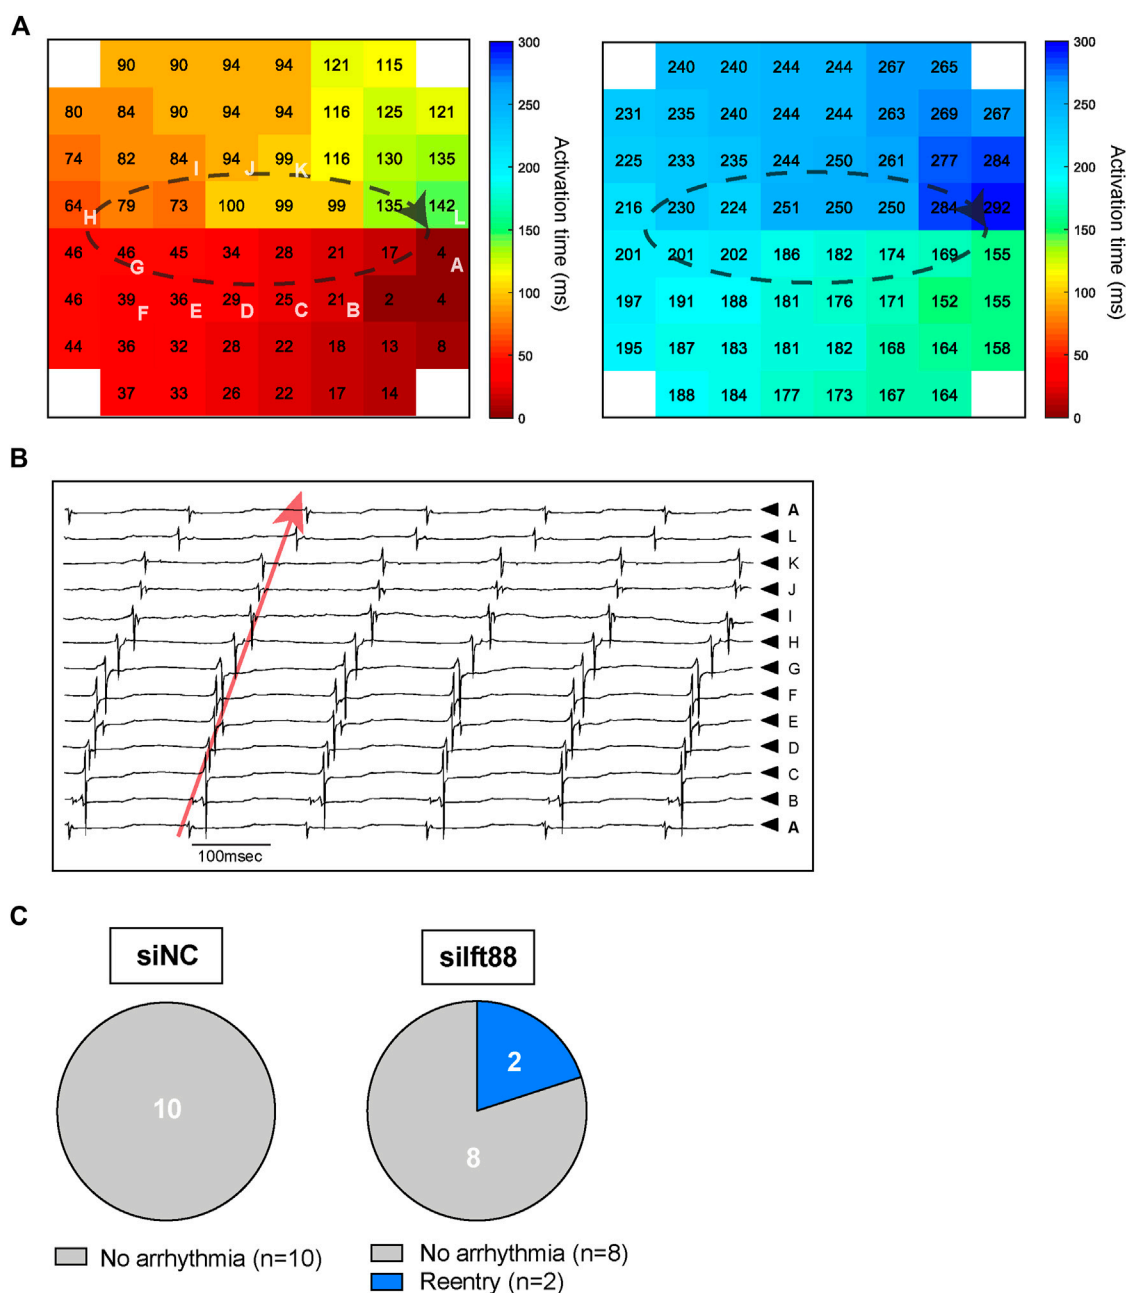 A
90 90 94 94 121 115
80 84 90 94 94 116 125 121
74 82 84 94 99 116 130 135
I J K
64 79 73 100 99 99 135 142
H L
46 46 45 34 28 21 17 4
G A
46 39 36 29 25 21 2 4
F E D C B
44 36 32 28 22 18 13 8
37 33 26 22 17 14
300
250
200
150
100
50
0
Activation time (ms)
240 240 244 244 267 265
231 235 240 244 244 263 269 267
225 233 235 244 250 261 277 284
216 230 224 251 250 250 284 292
201 201 202 186 182 174 169 155
197 191 188 181 176 171 152 155
195 187 183 181 182 168 164 158
188 184 177 173 167 164
300
250
200
150
100
50
0
Activation time (ms)
B
A
L
K
J
I
H
G
F
E
D
C
B
A
100msec
C
siNC
10
No arrhythmia (n=10)
silft88
2
8
No arrhythmia (n=8)
Reentry (n=2)